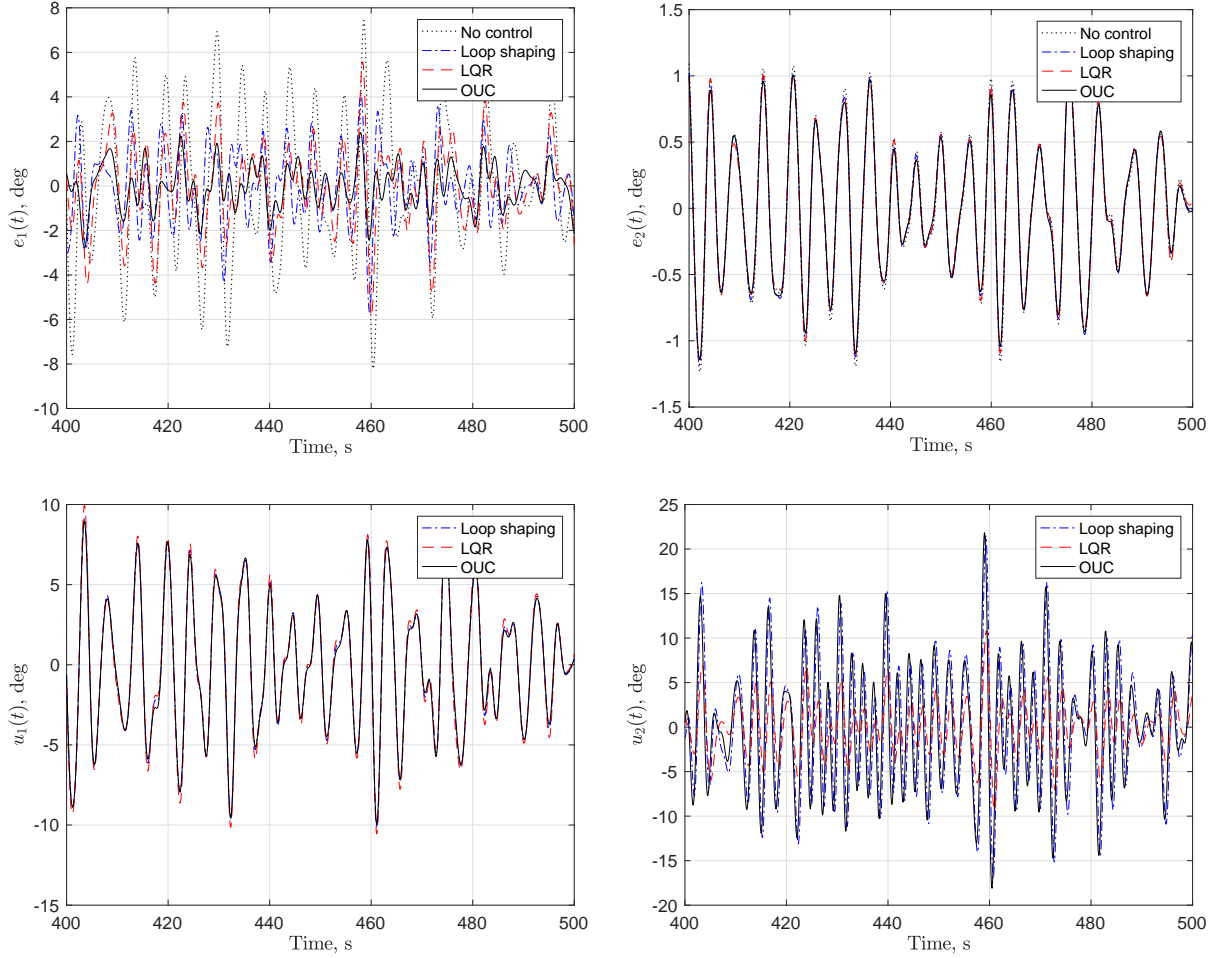 8
6
4
2
0
-2
-4
-6
-8
-10
400
420
440
460
480
500
Time, s
e1(t), deg
No control
Loop shaping
LQR
OUC
1.5
1
0.5
0
-0.5
-1
-1.5
400
420
440
460
480
500
Time, s
e2(t), deg
No control
Loop shaping
LQR
OUC
10
5
0
-5
-10
-15
400
420
440
460
480
500
Time, s
u1(t), deg
Loop shaping
LQR
OUC
25
20
15
10
5
0
-5
-10
-15
-20
400
420
440
460
480
500
Time, s
u2(t), deg
Loop shaping
LQR
OUC